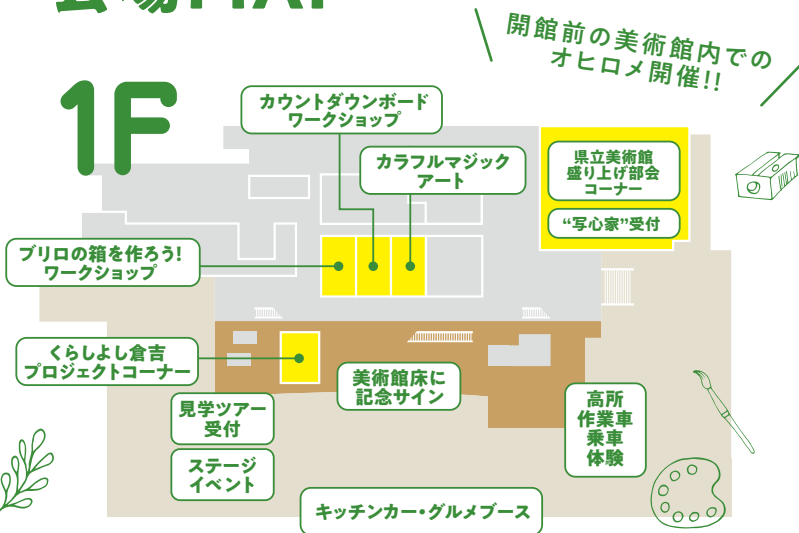 会場MAP
開館前の美術館内での
オヒロメ開催!!
1F
カウントダウンボード
ワークショップ
カラフルマジック
アート
県立美術館
盛り上げ部会
コーナー
“写心家”受付
ブリロの箱を作ろう!
ワークショップ
くらしよし倉吉
プロジェクトコーナー
美術館床に
記念サイン
見学ツアー
受付
高所
作業車
乗車
体験
ステージ
イベント
キッチンカー・グルメブース